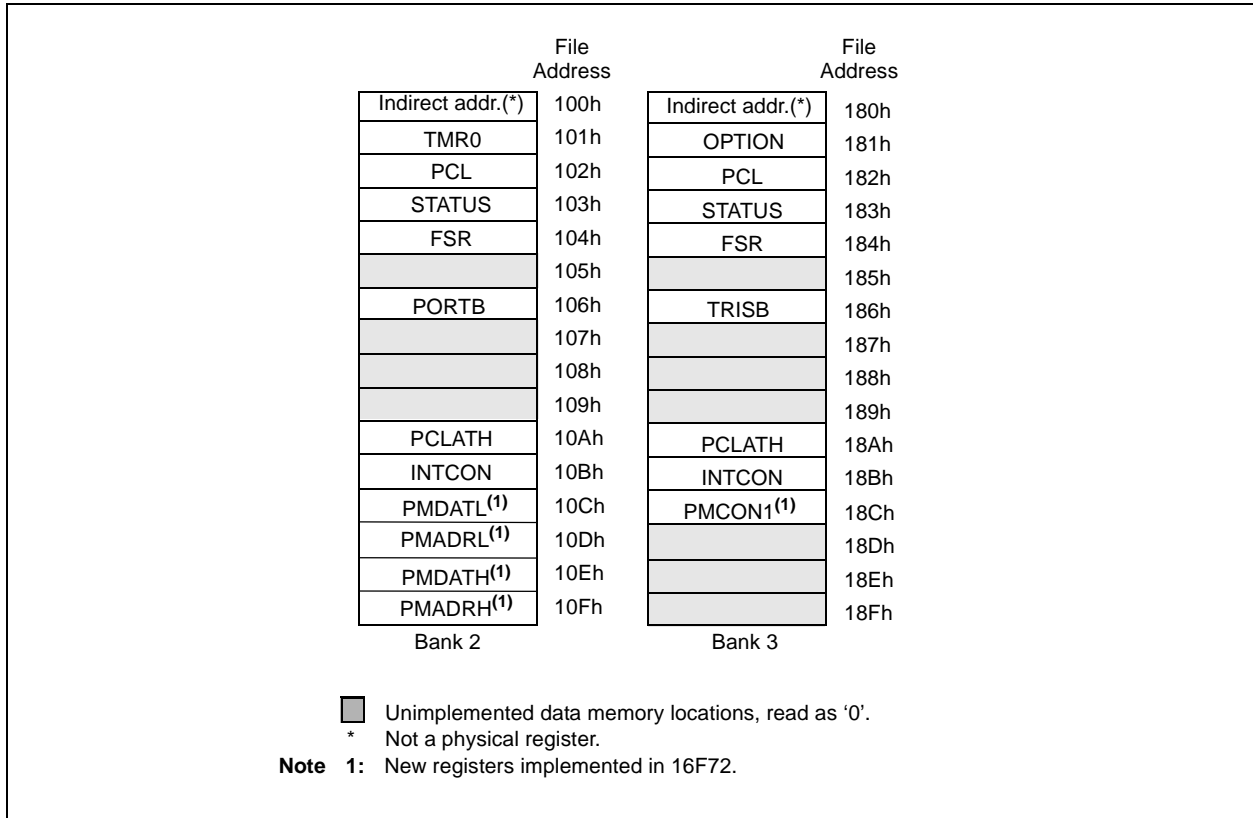 File Address File Address
Indirect addr.(*) 100h Indirect addr.(*) 180h
TMR0 101h OPTION 181h
PCL 102h PCL 182h
STATUS 103h STATUS 183h
FSR 104h FSR 184h
105h 185h
PORTB 106h TRISB 186h
107h 187h
108h 188h
109h 189h
PCLATH 10Ah PCLATH 18Ah
INTCON 10Bh INTCON 18Bh
PMDATL(1) 10Ch PMCON1(1) 18Ch
PMADRL(1) 10Dh 18Dh
PMDATH(1) 10Eh 18Eh
PMADRH(1) 10Fh 18Fh
Bank 2 Bank 3
Unimplemented data memory locations, read as ‘0’.
* Not a physical register.
Note 1: New registers implemented in 16F72.